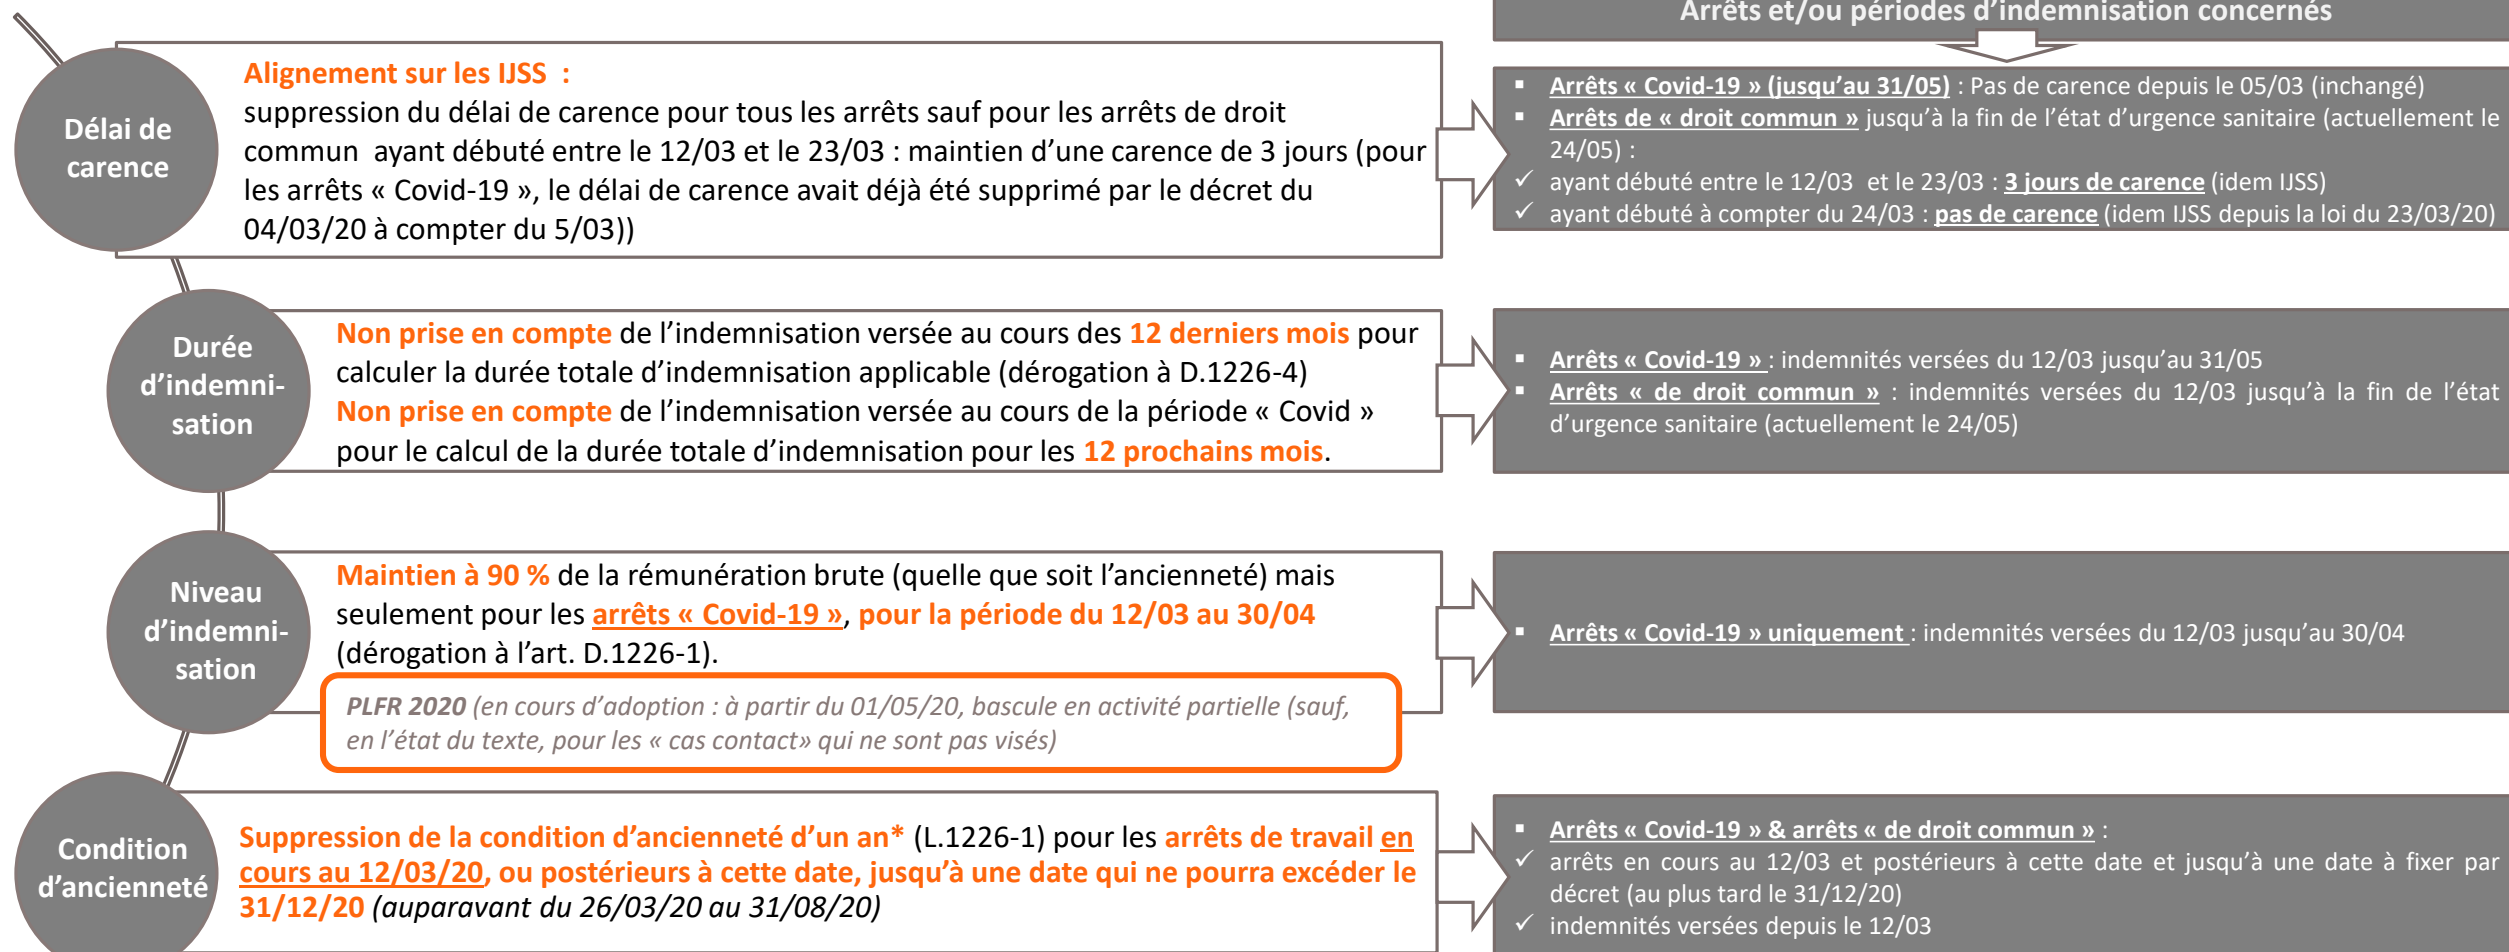 Arrêts et/ou périodes d'indemnisation concernés
Délai de
carence
Alignement sur les IJSS :
suppression du délai de carence pour tous les arrêts sauf pour les arrêts de droit
commun ayant débuté entre le 12/03 et le 23/03 : maintien d'une carence de 3 jours (pour
les arrêts « Covid-19 », le délai de carence avait déjà été supprimé par le décret du
04/03/20 à compter du 5/03))
▪ Arrêts « Covid-19 » (jusqu'au 31/05) : Pas de carence depuis le 05/03 (inchangé)
▪ Arrêts de « droit commun » jusqu'à la fin de l'état d'urgence sanitaire (actuellement le
24/05) :
✓ ayant débuté entre le 12/03 et le 23/03 : 3 jours de carence (idem IJSS)
✓ ayant débuté à compter du 24/03 : pas de carence (idem IJSS depuis la loi du 23/03/20)
Durée
d'indemni-
sation
Non prise en compte de l'indemnisation versée au cours des 12 derniers mois pour
calculer la durée totale d'indemnisation applicable (dérogation à D.1226-4)
Non prise en compte de l'indemnisation versée au cours de la période « Covid »
pour le calcul de la durée totale d'indemnisation pour les 12 prochains mois.
▪ Arrêts « Covid-19 » : indemnités versées du 12/03 jusqu'au 31/05
▪ Arrêts « de droit commun » : indemnités versées du 12/03 jusqu'à la fin de l'état
d'urgence sanitaire (actuellement le 24/05)
Niveau
d'indemni-
sation
Maintien à 90 % de la rémunération brute (quelle que soit l'ancienneté) mais
seulement pour les arrêts « Covid-19 », pour la période du 12/03 au 30/04
(dérogation à l'art. D.1226-1).
PLFR 2020 (en cours d'adoption : à partir du 01/05/20, bascule en activité partielle (sauf,
en l'état du texte, pour les « cas contact» qui ne sont pas visés)
▪ Arrêts « Covid-19 » uniquement : indemnités versées du 12/03 jusqu'au 30/04
Condition
d'ancienneté
Suppression de la condition d'ancienneté d'un an* (L.1226-1) pour les arrêts de travail en
cours au 12/03/20, ou postérieurs à cette date, jusqu'à une date qui ne pourra excéder le
31/12/20 (auparavant du 26/03/20 au 31/08/20)
▪ Arrêts « Covid-19 » & arrêts « de droit commun » :
✓ arrêts en cours au 12/03 et postérieurs à cette date et jusqu'à une date à fixer par
décret (au plus tard le 31/12/20)
✓ indemnités versées depuis le 12/03